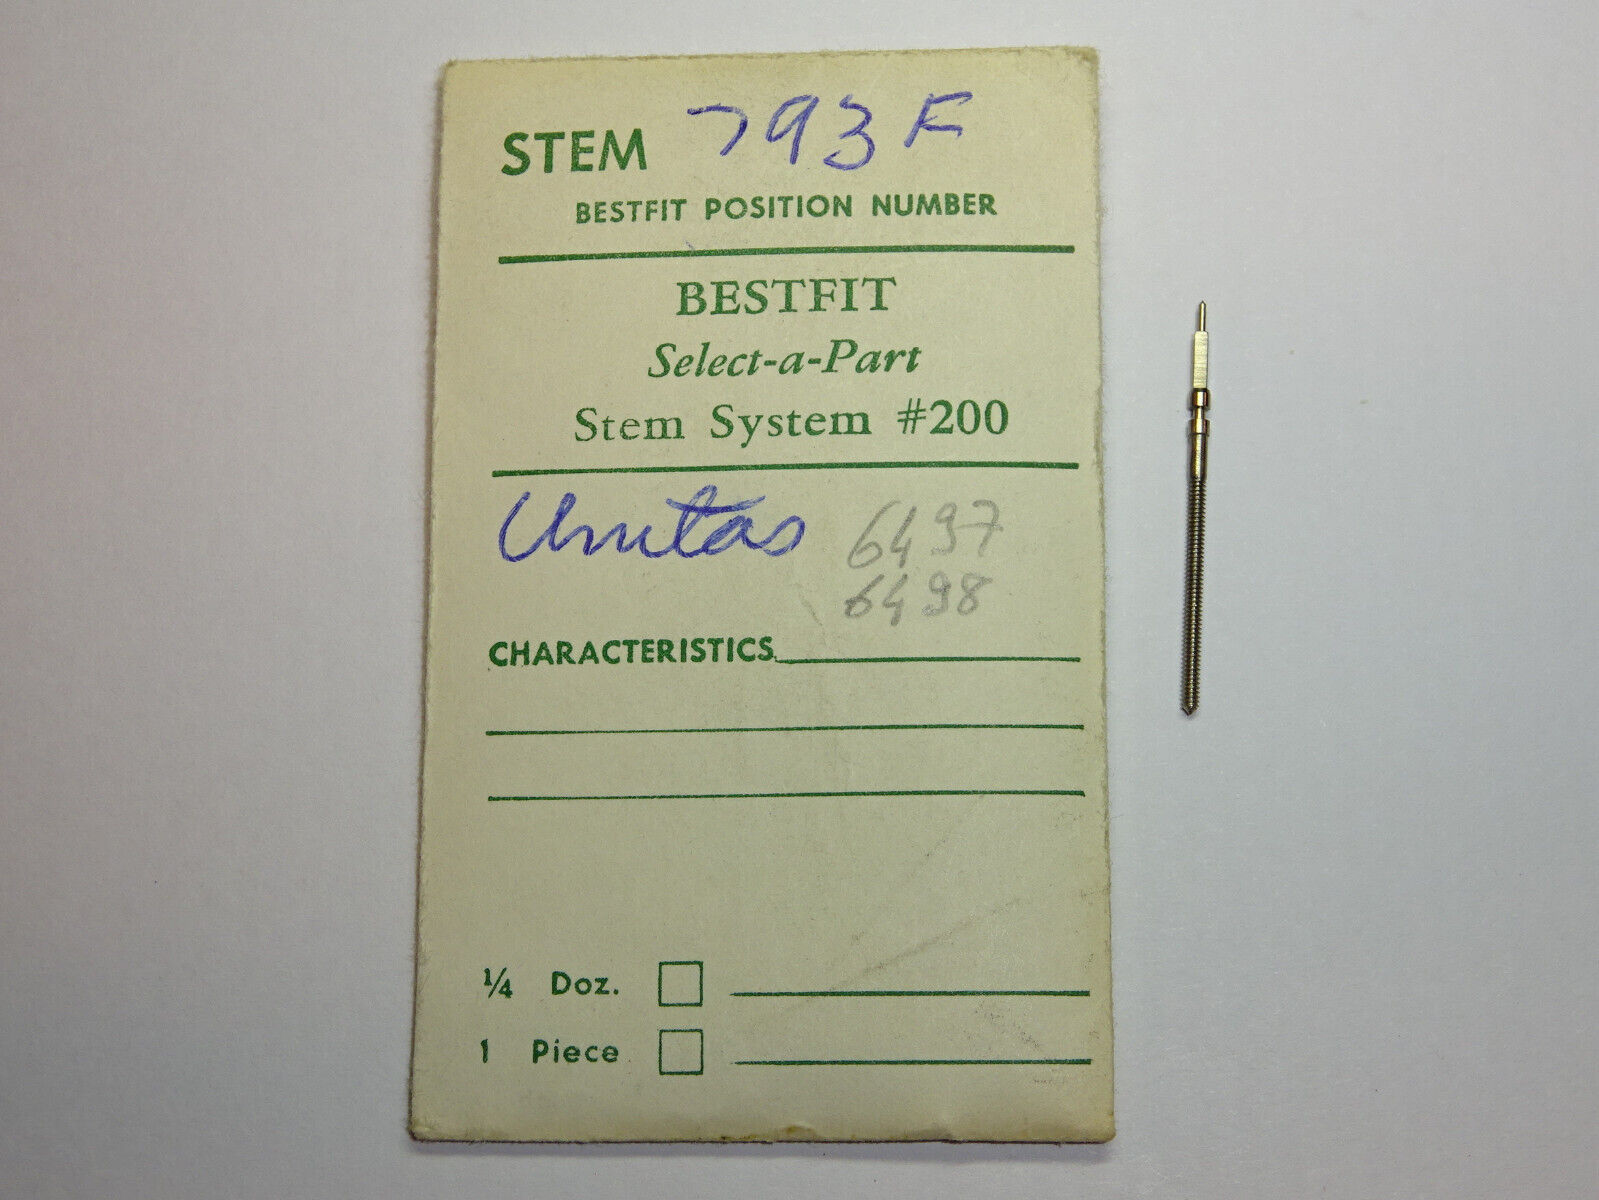 STEM 793F
BESTFIT POSITION NUMBER
BESTFIT
Select-a-Part
Stem System #200
Unitas 6497
6498
CHARACTERISTICS
¼ Doz.
1 Piece